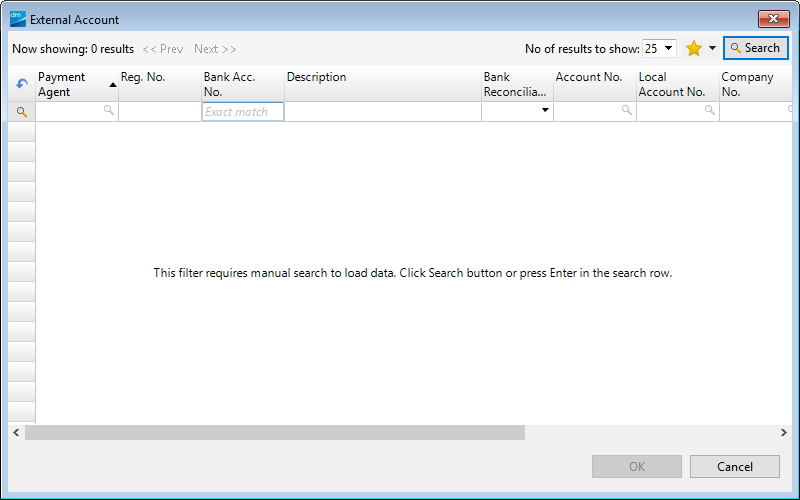 dm External Account
Now showing: 0 results << Prev Next >> No of results to show: 25 Search
Payment Agent Reg. No. Bank Acc. No. Description Bank Reconcilia... Account No. Local Account No. Company No.
Exact match
This filter requires manual search to load data. Click Search button or press Enter in the search row.
OK Cancel